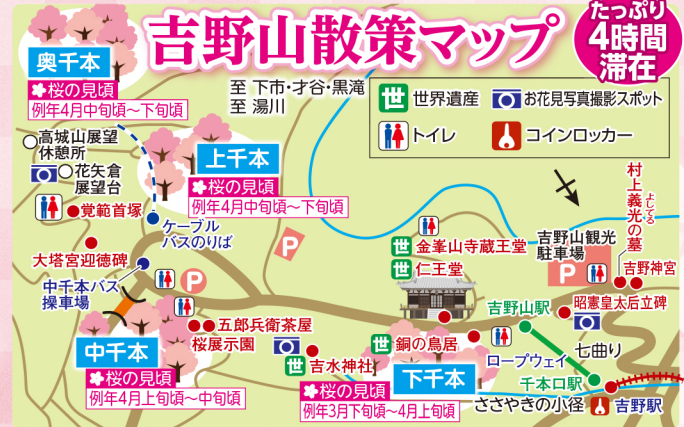 吉野山散策マップ
たっぷり
4時間
滞在
奥千本
桜の見頃
例年4月中旬頃～下旬頃
至 下市・才谷・黒滝
至 湯川
世 世界遺産
お花見写真撮影スポット
トイレ
コインロッカー
高城山展望
休憩所
花矢倉
展望台
上千本
桜の見頃
例年4月中旬頃～下旬頃
覚範首塚
ケーブル
バスのりば
大塔宮迎徳碑
中千本バス
操車場
P
P
世 金峯山寺蔵王堂
世 仁王堂
吉野山観光
駐車場
P
村上義光の墓
よしてる
吉野神宮
昭憲皇太后立碑
吉野山駅
七曲り
ロープウェイ
千本口駅
ささやきの小径
吉野駅
五郎兵衛茶屋
桜展示園
中千本
桜の見頃
例年4月上旬頃～中旬頃
世 吉水神社
世 銅の鳥居
下千本
桜の見頃
例年3月下旬頃～4月上旬頃